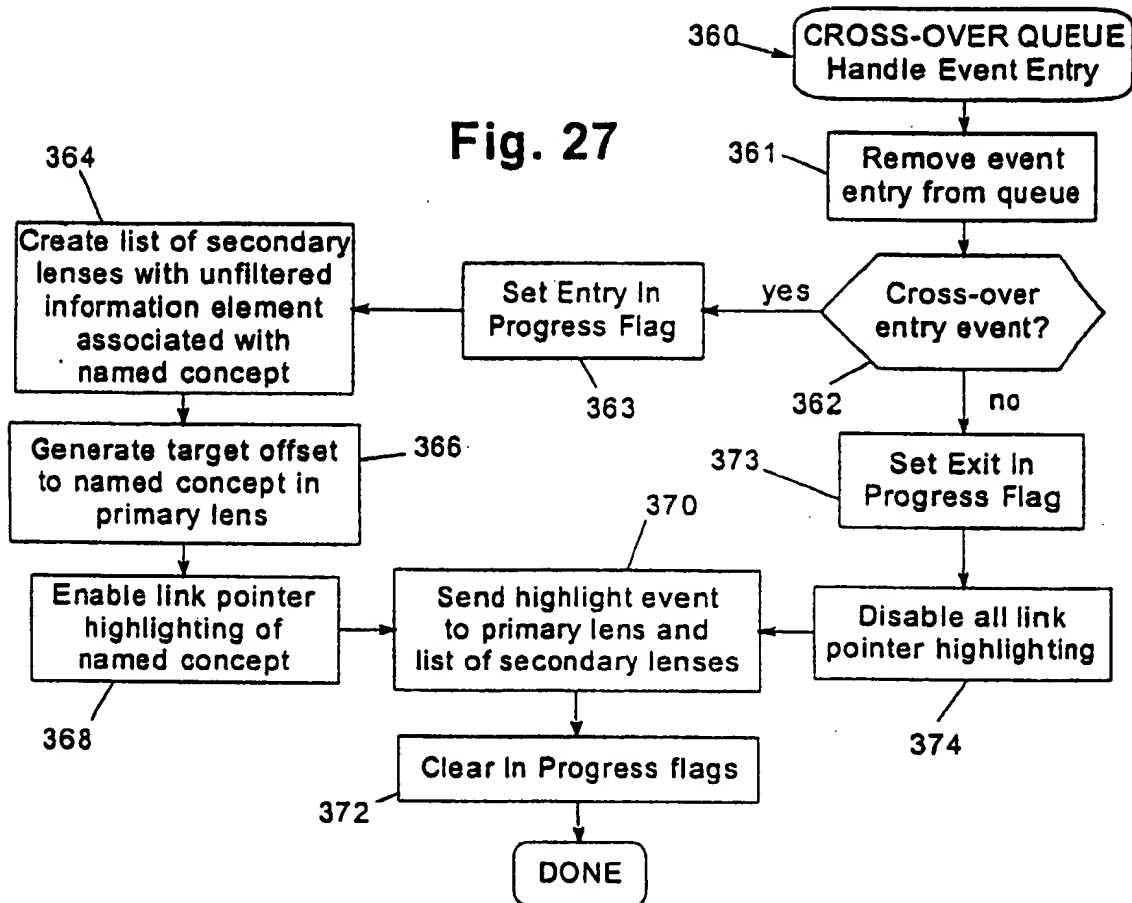 360
CROSS-OVER QUEUE
Handle Event Entry
Fig. 27
361
Remove event
entry from queue
364
Create list of secondary
lenses with unfiltered
information element
associated with
named concept
Set Entry In
Progress Flag
363
yes
Cross-over
entry event?
362
no
Generate target offset
to named concept in
primary lens
366
373
Set Exit In
Progress Flag
370
Enable link pointer
highlighting of
named concept
368
Send highlight event
to primary lens and
list of secondary lenses
Disable all link
pointer highlighting
374
Clear In Progress flags
372
DONE